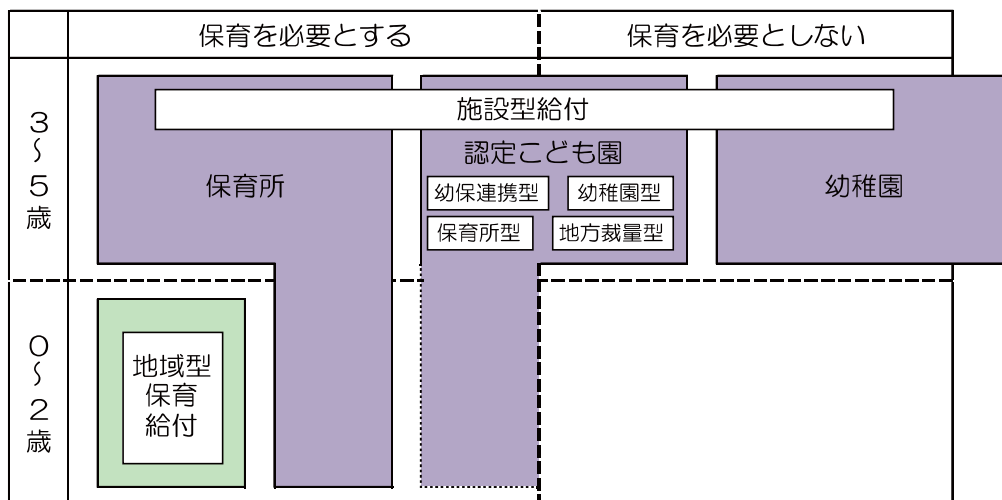 保育を必要とする
保育を必要としない
3～5歳
施設型給付
保育所
認定こども園
幼保連携型
幼稚園型
保育所型
地方裁量型
幼稚園
0～2歳
地域型
保育
給付